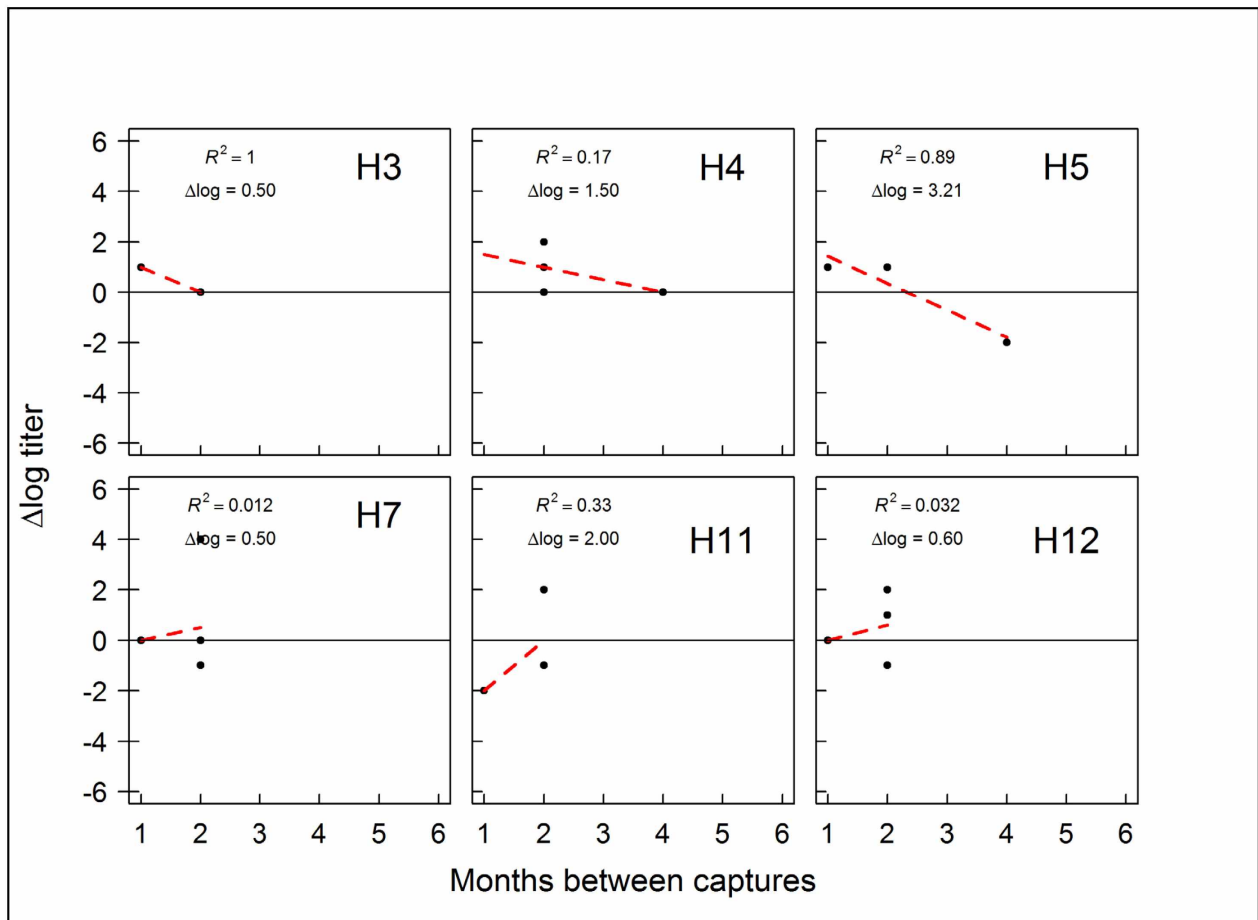 R² = 1
Δlog = 0.50
H3
R² = 0.17
Δlog = 1.50
H4
R² = 0.89
Δlog = 3.21
H5
6
4
2
0
-2
-4
-6
R² = 0.012
Δlog = 0.50
H7
R² = 0.33
Δlog = 2.00
H11
R² = 0.032
Δlog = 0.60
H12
6
4
2
0
-2
-4
-6
Δlog titer
1 2 3 4 5 6
1 2 3 4 5 6
1 2 3 4 5 6
Months between captures